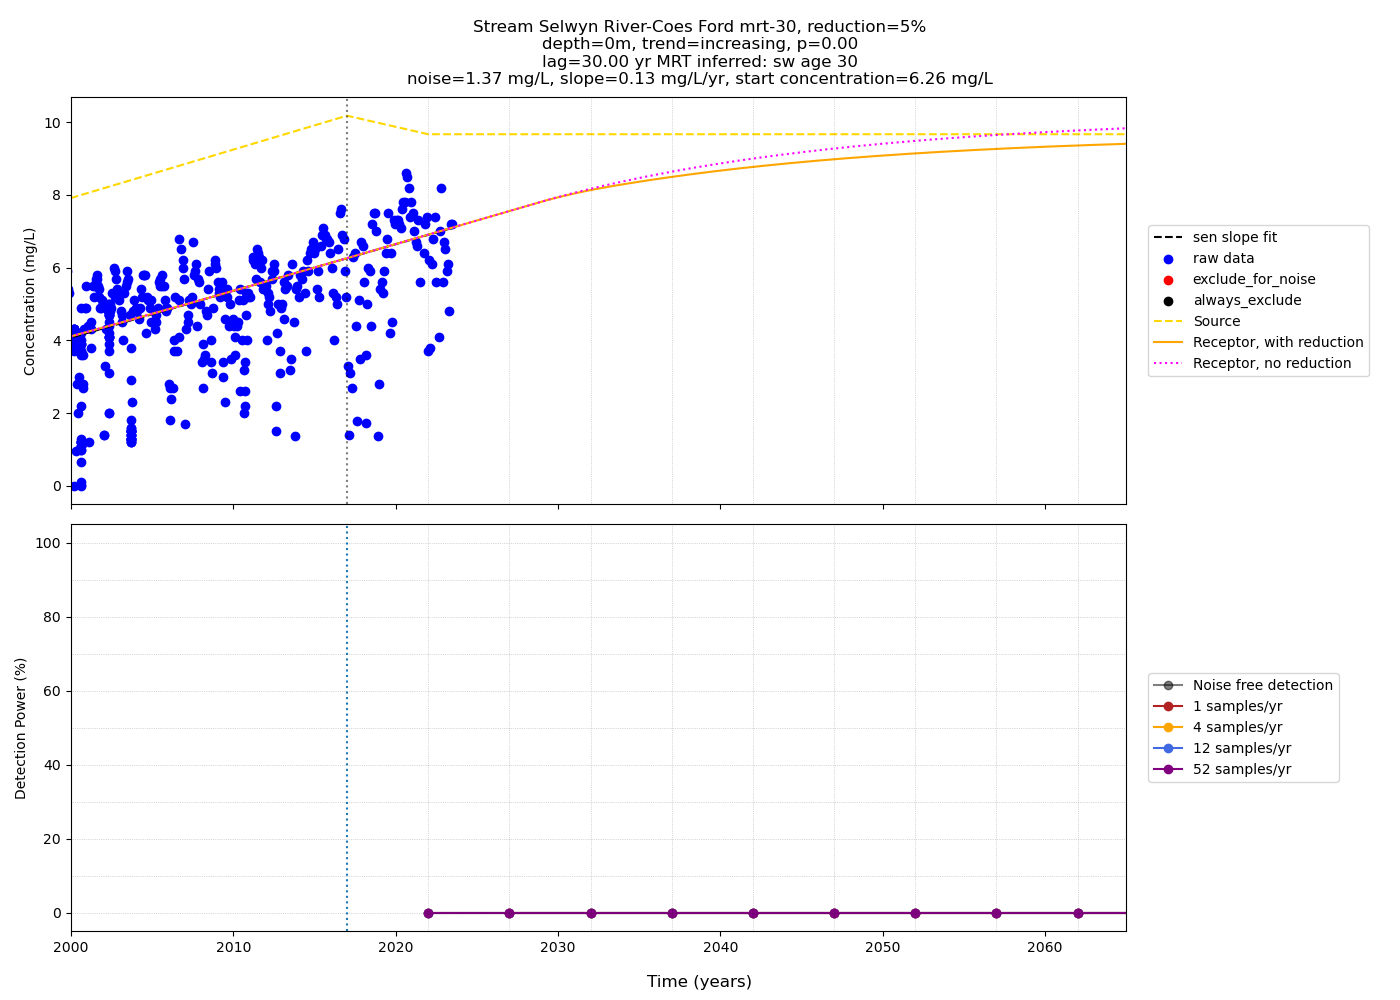 Stream Selwyn River-Coes Ford mrt-30, reduction=5%
depth=0m, trend=increasing, p=0.00
lag=30.00 yr MRT inferred: sw age 30
noise=1.37 mg/L, slope=0.13 mg/L/yr, start concentration=6.26 mg/L
Concentration (mg/L)
10
8
6
4
2
0
sen slope fit
raw data
exclude_for_noise
always_exclude
Source
Receptor, with reduction
Receptor, no reduction
Detection Power (%)
100
80
60
40
20
0
Noise free detection
1 samples/yr
4 samples/yr
12 samples/yr
52 samples/yr
2000
2010
2020
2030
2040
2050
2060
Time (years)